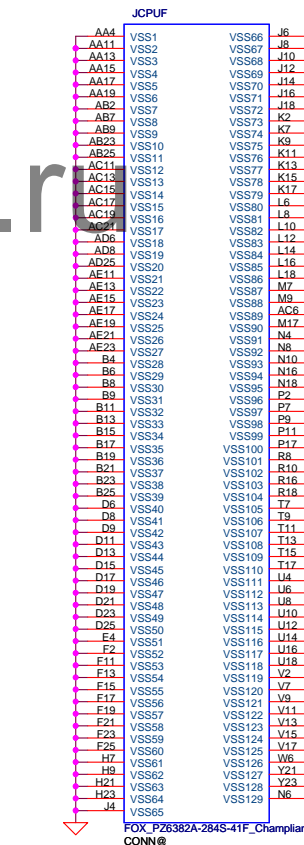 JCPUF
AA4 VSS1 VSS66 J6
AA11 VSS2 VSS67 J8
AA13 VSS3 VSS68 J10
AA15 VSS4 VSS69 J12
AA17 VSS5 VSS70 J14
AA19 VSS6 VSS71 J16
AB2 VSS7 VSS72 J18
AB7 VSS8 VSS73 K2
AB9 VSS9 VSS74 K7
AB23 VSS10 VSS75 K9
AB25 VSS11 VSS76 K11
AC11 VSS12 VSS77 K13
AC13 VSS13 VSS78 K15
AC15 VSS14 VSS79 K17
AC17 VSS15 VSS80 L6
AC19 VSS16 VSS81 L8
AC21 VSS17 VSS82 L10
AD6 VSS18 VSS83 L12
AD8 VSS19 VSS84 L14
AD25 VSS20 VSS85 L16
AE11 VSS21 VSS86 L18
AE13 VSS22 VSS87 M7
AE15 VSS23 VSS88 M9
AE17 VSS24 VSS89 AC6
AE19 VSS25 VSS90 M17
AE21 VSS26 VSS91 N4
AE23 VSS27 VSS92 N8
B4 VSS28 VSS93 N10
B6 VSS29 VSS94 N16
B8 VSS30 VSS95 N18
B9 VSS31 VSS96 P2
B11 VSS32 VSS97 P7
B13 VSS33 VSS98 P9
B15 VSS34 VSS99 P11
B17 VSS35 VSS100 P17
B19 VSS36 VSS101 R8
B21 VSS37 VSS102 R10
B23 VSS38 VSS103 R16
B25 VSS39 VSS104 R18
D6 VSS40 VSS105 T7
D8 VSS41 VSS106 T9
D9 VSS42 VSS107 T11
D11 VSS43 VSS108 T13
D13 VSS44 VSS109 T15
D15 VSS45 VSS110 T17
D17 VSS46 VSS111 U4
D19 VSS47 VSS112 U6
D21 VSS48 VSS113 U8
D23 VSS49 VSS114 U10
D25 VSS50 VSS115 U12
E4 VSS51 VSS116 U14
F2 VSS52 VSS117 U16
F11 VSS53 VSS118 U18
F13 VSS54 VSS119 V2
F15 VSS55 VSS120 V7
F17 VSS56 VSS121 V9
F19 VSS57 VSS122 V11
F21 VSS58 VSS123 V13
F23 VSS59 VSS124 V15
F25 VSS60 VSS125 V17
H7 VSS61 VSS126 W6
H9 VSS62 VSS127 Y21
H21 VSS63 VSS128 Y23
H23 VSS64 VSS129 N6
J4 VSS65
FOX_PZ6382A-284S-41F_Champlian
CONN@
.ru